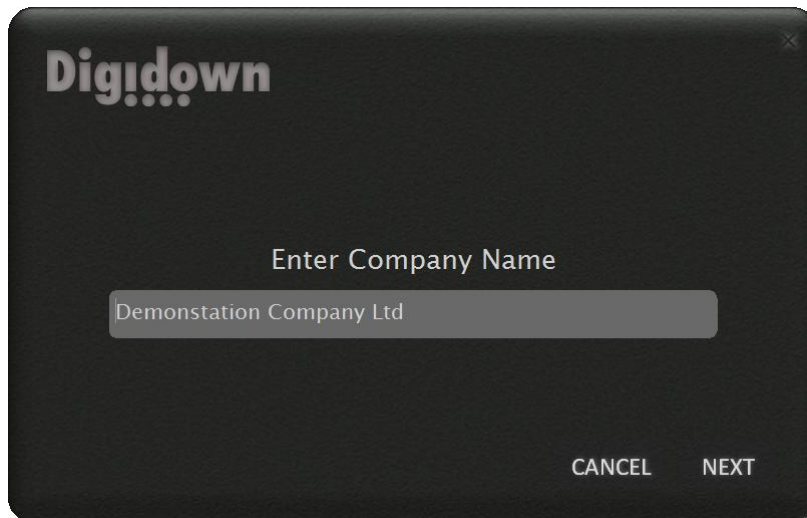 Digidown
Enter Company Name
Demonstation Company Ltd
CANCEL NEXT